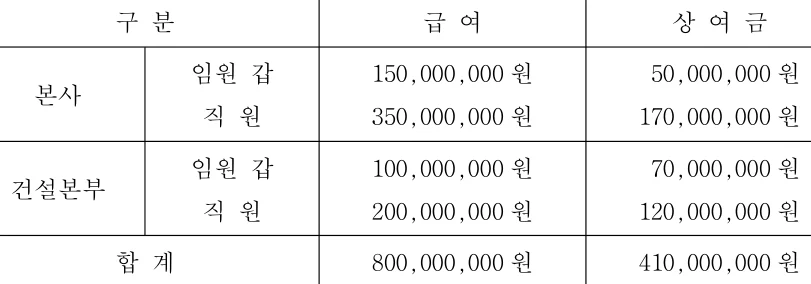 구 분 급 여 상 여 금
임원 갑 150,000,000 원 50,000,000 원
본사
직 원 350,000,000 원 170,000,000 원
임원 갑 100,000,000 원 70,000,000 원
건설본부
직 원 200,000,000 원 120,000,000 원
합 계 800,000,000 원 410,000,000 원